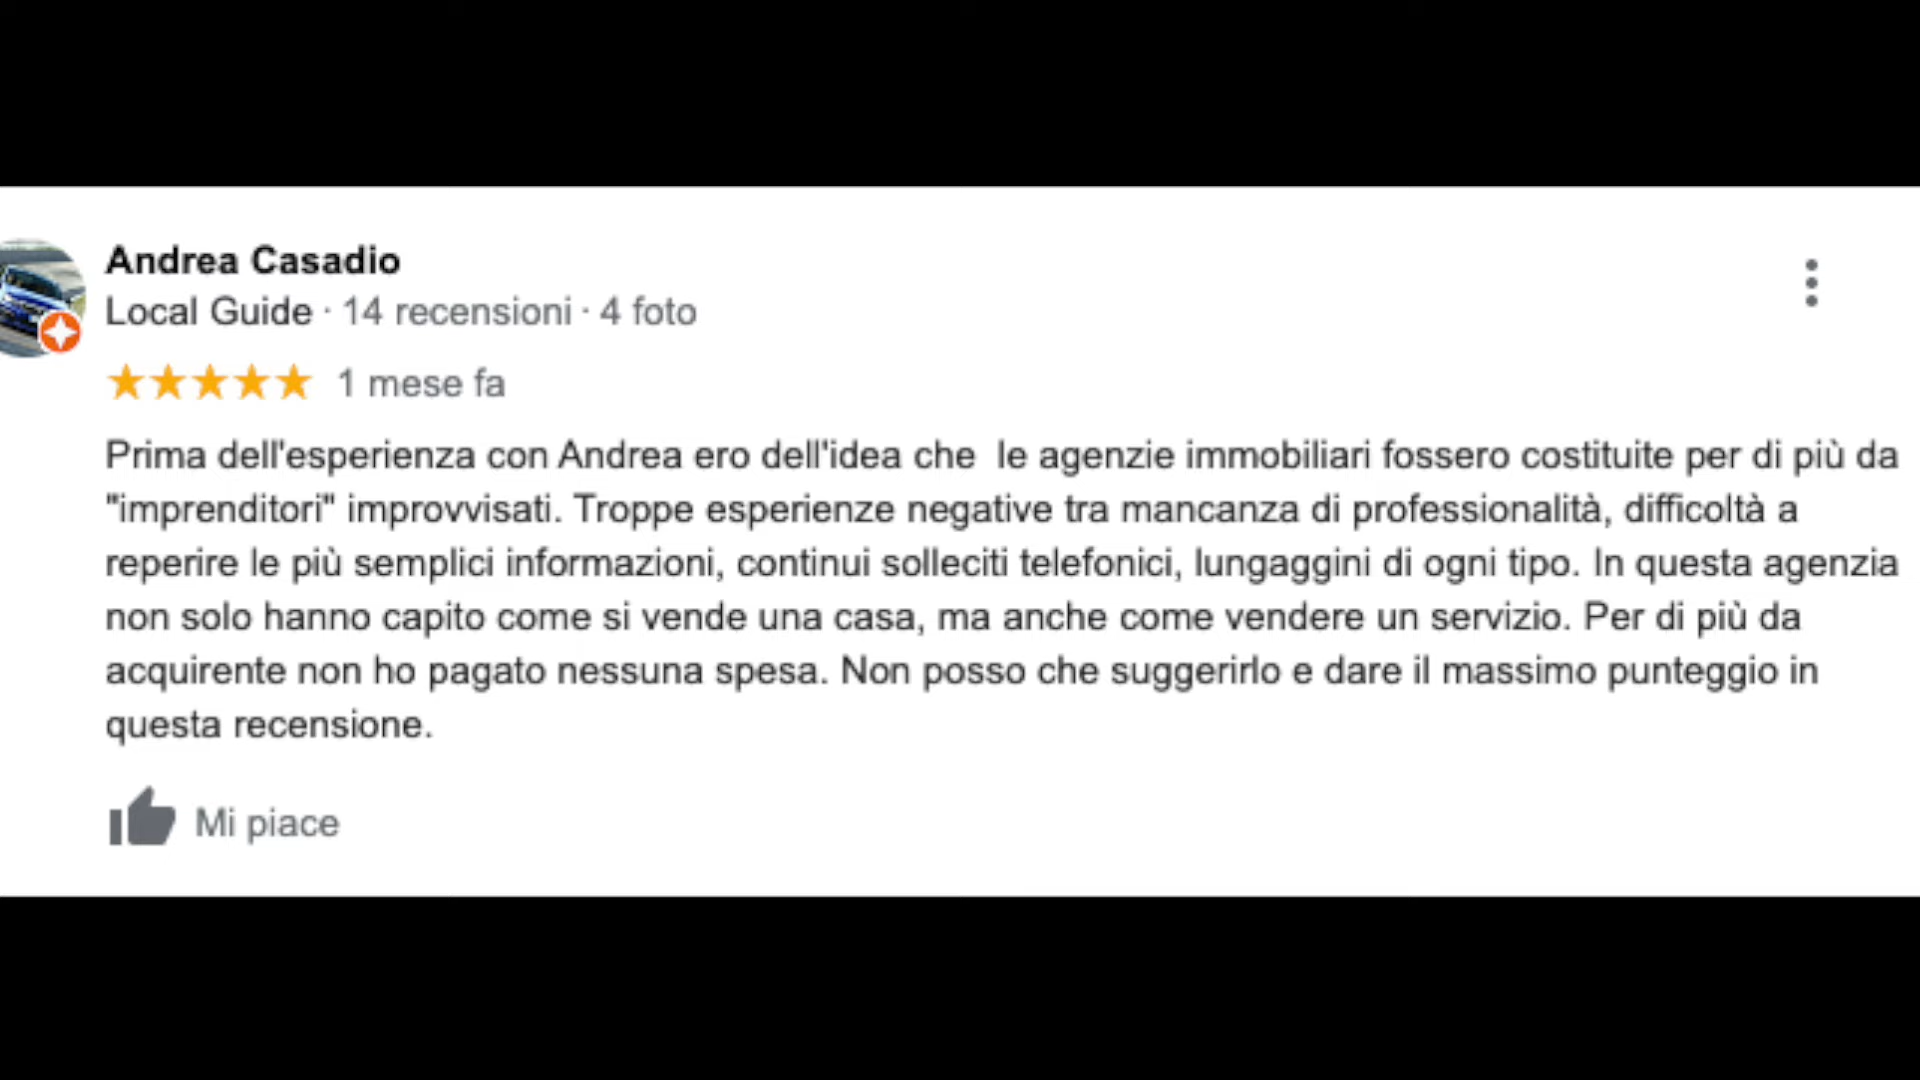 Andrea Casadio
Local Guide · 14 recensioni · 4 foto
1 mese fa
Prima dell'esperienza con Andrea ero dell'idea che  le agenzie immobiliari fossero costituite per di più da
"imprenditori" improvvisati. Troppe esperienze negative tra mancanza di professionalità, difficoltà a
reperire le più semplici informazioni, continui solleciti telefonici, lungaggini di ogni tipo. In questa agenzia
non solo hanno capito come si vende una casa, ma anche come vendere un servizio. Per di più da
acquirente non ho pagato nessuna spesa. Non posso che suggerirlo e dare il massimo punteggio in
questa recensione.
Mi piace